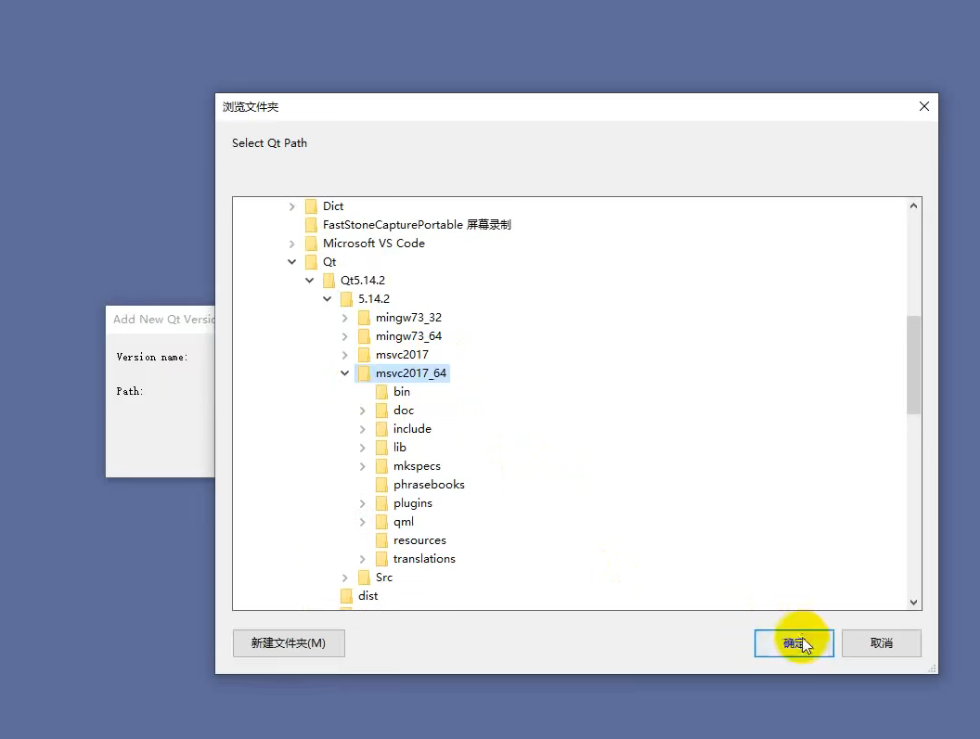 浏览文件夹
Select Qt Path
Dict
FastStoneCapturePortable 屏幕录制
Microsoft VS Code
Qt
Qt5.14.2
5.14.2
mingw73_32
mingw73_64
msvc2017
msvc2017_64
bin
doc
include
lib
mkspecs
phrasebooks
plugins
qml
resources
translations
Src
dist
新建文件夹(M)
确定
取消
Add New Qt Versio
Version name:
Path: